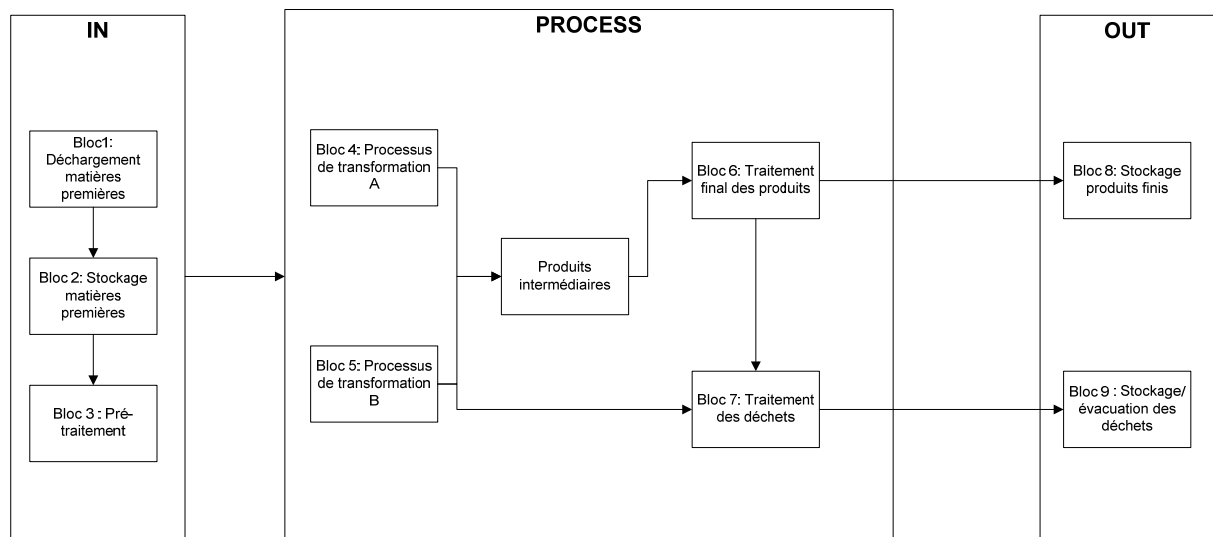 IN
Bloc1:
Déchargement
matières
premières
Bloc 2: Stockage
matières
premières
Bloc 3 : Pré-
traitement
PROCESS
Bloc 4: Processus
de transformation
A
Bloc 5: Processus
de transformation
B
Produits
intermédiaires
Bloc 6: Traitement
final des produits
Bloc 7: Traitement
des déchets
OUT
Bloc 8: Stockage
produits finis
Bloc 9 : Stockage/
évacuation des
déchets